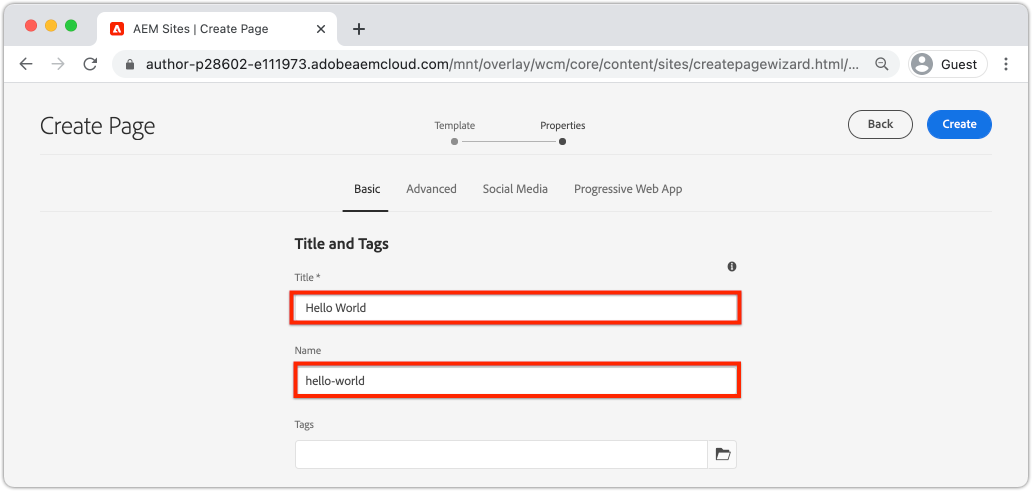 AEM Sites | Create Page
author-p28602-e111973.adobeaemcloud.com/mnt/overlay/wcm/core/content/sites/createpagewizard.html/...
Guest
Create Page
Template
Properties
Back
Create
Basic
Advanced
Social Media
Progressive Web App
Title and Tags
Title *
Hello World
Name
hello-world
Tags